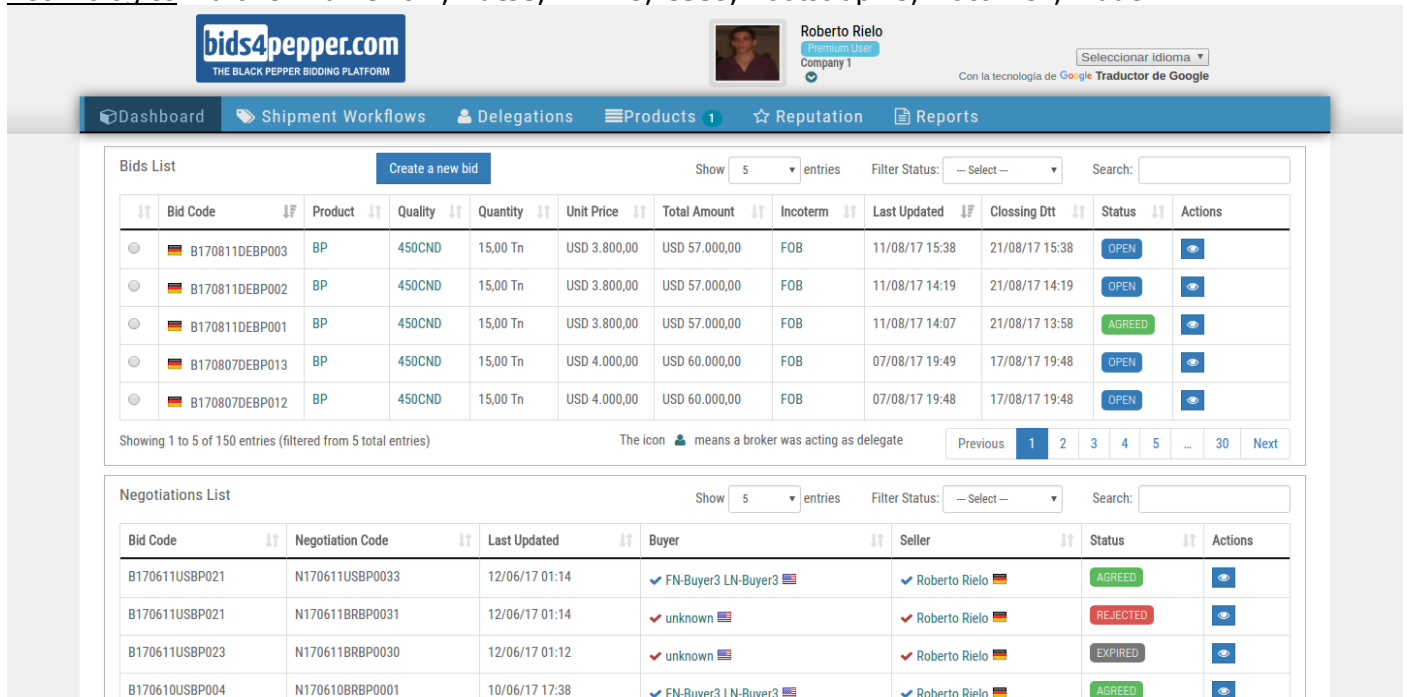 bids4pepper.com
THE BLACK PEPPER BIDDING PLATFORM
Roberto Rielo
Premium User
Company 1
Seleccionar idioma
Con la tecnología de Google Traductor de Google
Dashboard Shipment Workflows Delegations Products 1 Reputation Reports
Bids List Create a new bid Show 5 entries Filter Status: --- Select --- Search:
Bid Code Product Quality Quantity Unit Price Total Amount Incoterm Last Updated Clossing Dtt Status Actions
B170811DEBP003 BP 450CND 15,00 Tn USD 3.800,00 USD 57.000,00 FOB 11/08/17 15:38 21/08/17 15:38 OPEN
B170811DEBP002 BP 450CND 15,00 Tn USD 3.800,00 USD 57.000,00 FOB 11/08/17 14:19 21/08/17 14:19 OPEN
B170811DEBP001 BP 450CND 15,00 Tn USD 3.800,00 USD 57.000,00 FOB 11/08/17 14:07 21/08/17 13:58 AGREED
B170807DEBP013 BP 450CND 15,00 Tn USD 4.000,00 USD 60.000,00 FOB 07/08/17 19:49 17/08/17 19:48 OPEN
B170807DEBP012 BP 450CND 15,00 Tn USD 4.000,00 USD 60.000,00 FOB 07/08/17 19:48 17/08/17 19:48 OPEN
Showing 1 to 5 of 150 entries (filtered from 5 total entries) The icon means a broker was acting as delegate Previous 1 2 3 4 5 ... 30 Next
Negotiations List Show 5 entries Filter Status: --- Select --- Search:
Bid Code Negotiation Code Last Updated Buyer Seller Status Actions
B170611USBP021 N170611USBP0033 12/06/17 01:14 FN-Buyer3 LN-Buyer3 Roberto Rielo AGREED
B170611USBP021 N170611BRBP0031 12/06/17 01:14 unknown Roberto Rielo REJECTED
B170611USBP023 N170611BRBP0030 12/06/17 01:12 unknown Roberto Rielo EXPIRED
B170610USBP004 N170610BRBP0001 10/06/17 17:38 FN-Buyer3 LN-Buyer3 Roberto Rielo AGREED